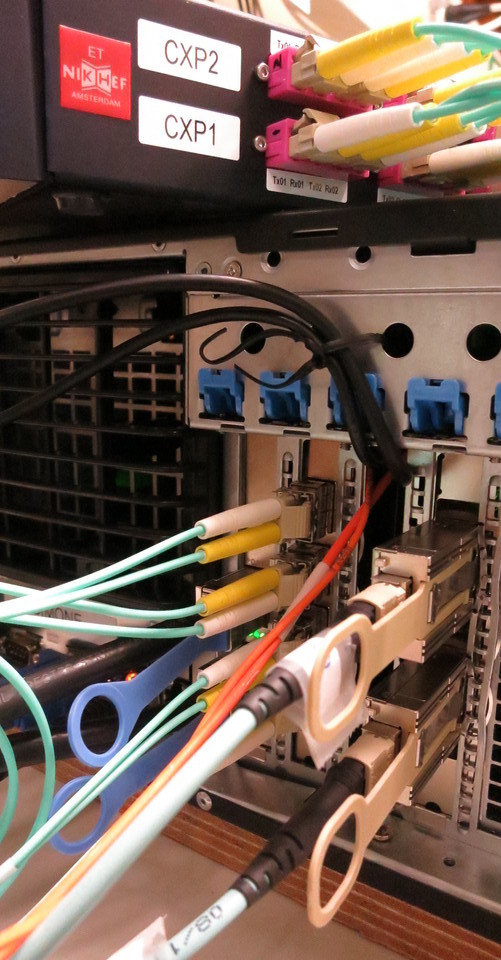 ET
NIKHEF
AMSTERDAM
CXP2
CXP1
Tx01 Rx01 Tx02 Rx02